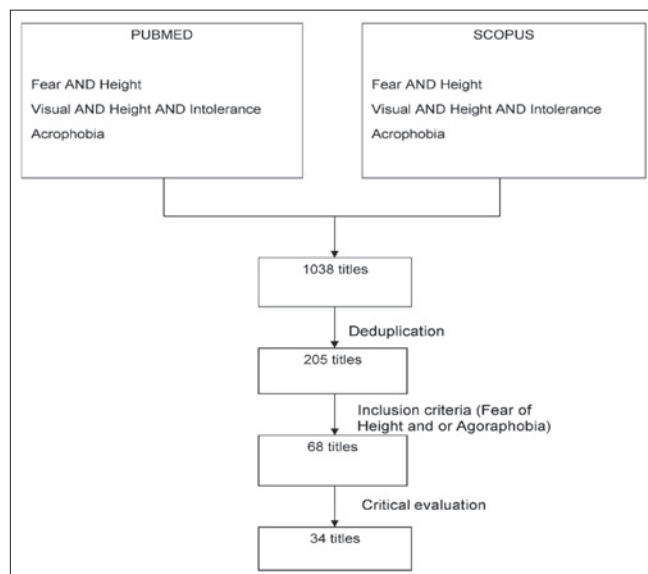 PUBMED
Fear AND Height
Visual AND Height AND Intolerance
Acrophobia
SCOPUS
Fear AND Height
Visual AND Height AND Intolerance
Acrophobia
1038 titles
Deduplication
205 titles
Inclusion criteria (Fear of
Height and or Agoraphobia)
68 titles
Critical evaluation
34 titles